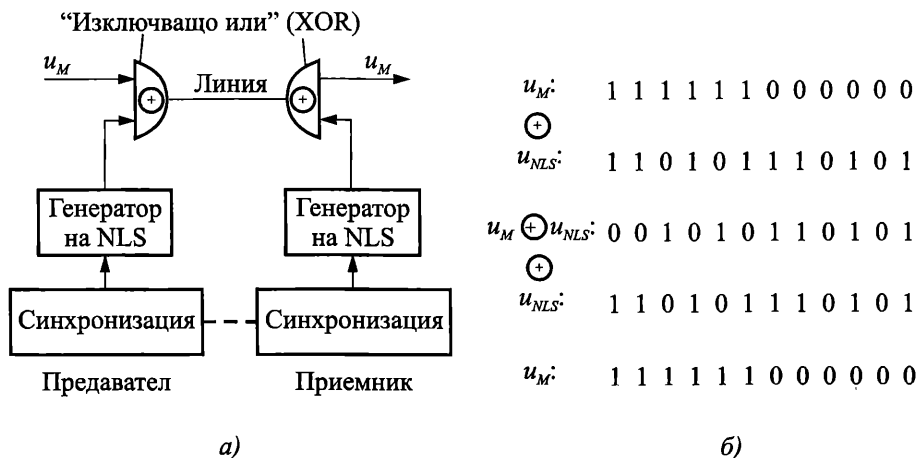 “Изключващо или” (XOR)
u_M
Линия
u_M
Генератор
на NLS
Генератор
на NLS
Синхронизация
Синхронизация
Предавател
Приемник
а)
u_M: 1 1 1 1 1 1 0 0 0 0 0 0
⊕
u_NLS: 1 1 0 1 0 1 1 1 0 1 0 1
u_M ⊕ u_NLS: 0 0 1 0 1 0 1 1 0 1 0 1
⊕
u_NLS: 1 1 0 1 0 1 1 1 0 1 0 1
u_M: 1 1 1 1 1 1 0 0 0 0 0 0
б)